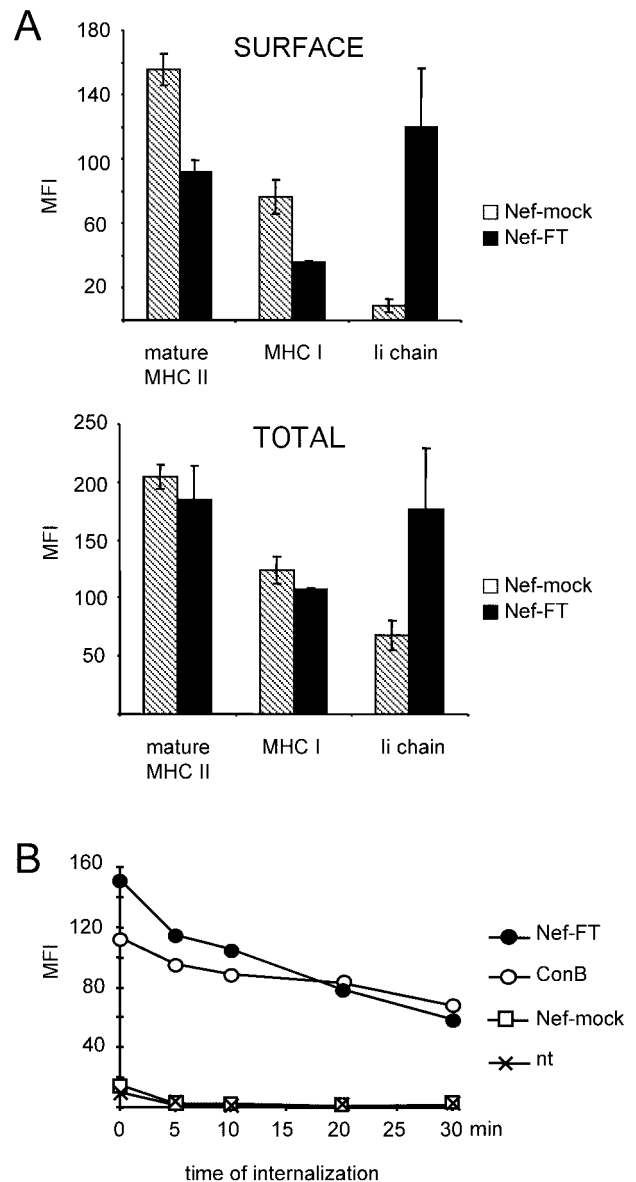 A
SURFACE
MFI
180
140
100
60
20
mature
MHC II
MHC I
li chain
Nef-mock
Nef-FT
TOTAL
MFI
250
200
150
100
50
mature
MHC II
MHC I
li chain
Nef-mock
Nef-FT
B
MFI
160
120
80
40
0 5 10 15 20 25 30 min
time of internalization
Nef-FT
ConB
Nef-mock
nt